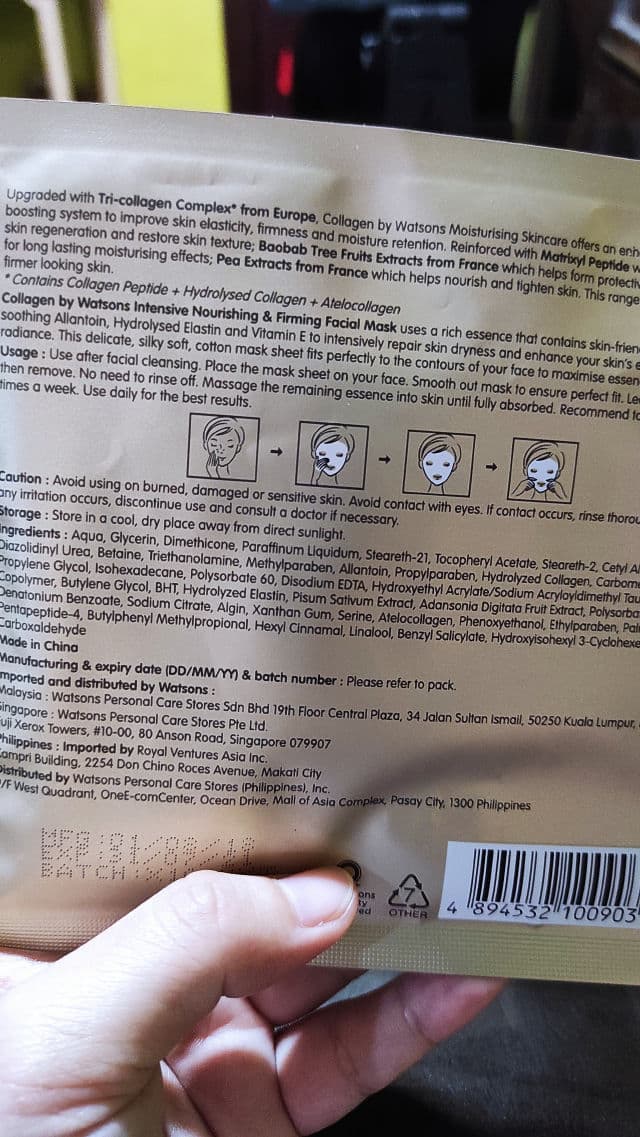 Upgraded with Tri-collagen Complex* from Europe, Collagen by Watsons Moisturising Skincare offers an enh
boosting system to improve skin elasticity, firmness and moisture retention. Reinforced with Matrixyl Peptide w
skin regeneration and restore skin texture; Baobab Tree Fruits Extracts from France which helps form protectiv
for long lasting moisturising effects; Pea Extracts from France which helps nourish and tighten skin. This range
firmer looking skin.
* Contains Collagen Peptide + Hydrolysed Collagen + Atelocollagen
Collagen by Watsons Intensive Nourishing & Firming Facial Mask uses a rich essence that contains skin-frien
soothing Allantoin, Hydrolysed Elastin and Vitamin E to intensively repair skin dryness and enhance your skin's e
radiance. This delicate, silky soft, cotton mask sheet fits perfectly to the contours of your face to maximise essen
Usage : Use after facial cleansing. Place the mask sheet on your face. Smooth out mask to ensure perfect fit. Le
then remove. No need to rinse off. Massage the remaining essence into skin until fully absorbed. Recommend to
times a week. Use daily for the best results.
Caution : Avoid using on burned, damaged or sensitive skin. Avoid contact with eyes. If contact occurs, rinse thorou
any irritation occurs, discontinue use and consult a doctor if necessary.
Storage : Store in a cool, dry place away from direct sunlight.
Ingredients : Aqua, Glycerin, Dimethicone, Paraffinum Liquidum, Steareth-21, Tocopheryl Acetate, Steareth-2, Cetyl Al
Diazolidinyl Urea, Betaine, Triethanolamine, Methylparaben, Allantoin, Propylparaben, Hydrolyzed Collagen, Carbome
Propylene Glycol, Isohexadecane, Polysorbate 60, Disodium EDTA, Hydroxyethyl Acrylate/Sodium Acryloyldimethyl Tau
Copolymer, Butylene Glycol, BHT, Hydrolyzed Elastin, Pisum Sativum Extract, Adansonia Digitata Fruit Extract, Polysorba
Denatonium Benzoate, Sodium Citrate, Algin, Xanthan Gum, Serine, Atelocollagen, Phenoxyethanol, Ethylparaben, Pal
Pentapeptide-4, Butylphenyl Methylpropional, Hexyl Cinnamal, Linalool, Benzyl Salicylate, Hydroxyisohexyl 3-Cyclohexe
Carboxaldehyde
Made in China
Manufacturing & expiry date (DD/MM/YY) & batch number : Please refer to pack.
Imported and distributed by Watsons :
Malaysia : Watsons Personal Care Stores Sdn Bhd 19th Floor Central Plaza, 34 Jalan Sultan Ismail, 50250 Kuala Lumpur,
Singapore : Watsons Personal Care Stores Pte Ltd.
Fuji Xerox Towers, #10-00, 80 Anson Road, Singapore 079907
Philippines : Imported by Royal Ventures Asia Inc.
Kampri Building, 2254 Don Chino Roces Avenue, Makati City
Distributed by Watsons Personal Care Stores (Philippines), Inc.
/F West Quadrant, OneE-comCenter, Ocean Drive, Mall of Asia Complex, Pasay City, 1300 Philippines
BATCH
ons
ty
ed
7
OTHER
4 894532 100903